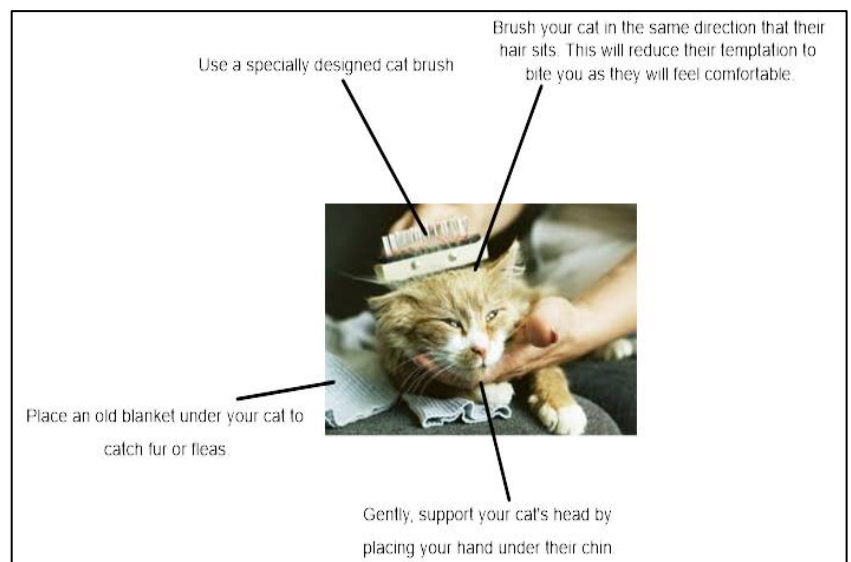 Brush your cat in the same direction that their
hair sits. This will reduce their temptation to
bite you as they will feel comfortable.
Use a specially designed cat brush
Place an old blanket under your cat to
catch fur or fleas
Gently, support your cat's head by
placing your hand under their chin.